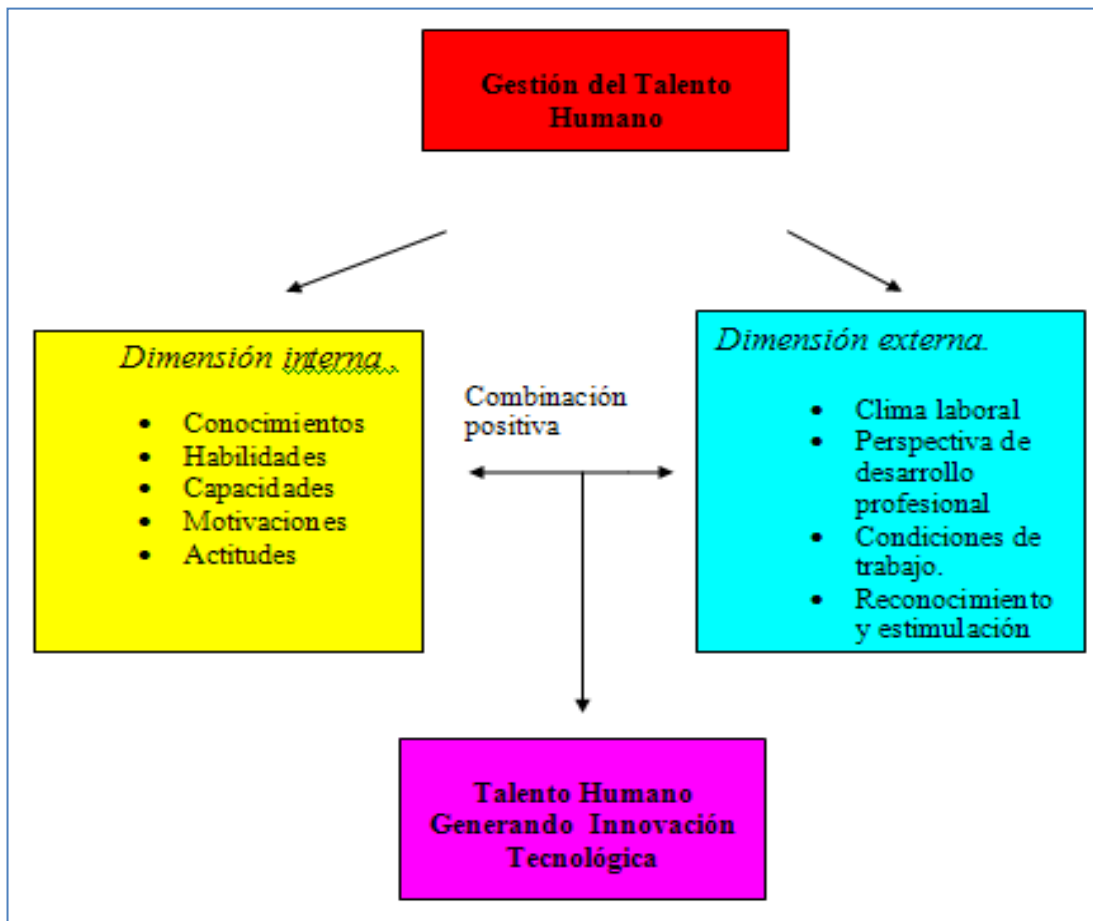 Gestión del Talento
Humano
Dimensión interna .
• Conocimientos
• Habilidades
• Capacidades
• Motivaciones
• Actitudes
Combinación
positiva
Dimensión externa.
• Clima laboral
• Perspectiva de
desarrollo
profesional
• Condiciones de
trabajo.
• Reconocimiento
y estimulación
Talento Humano
Generando Innovación
Tecnológica